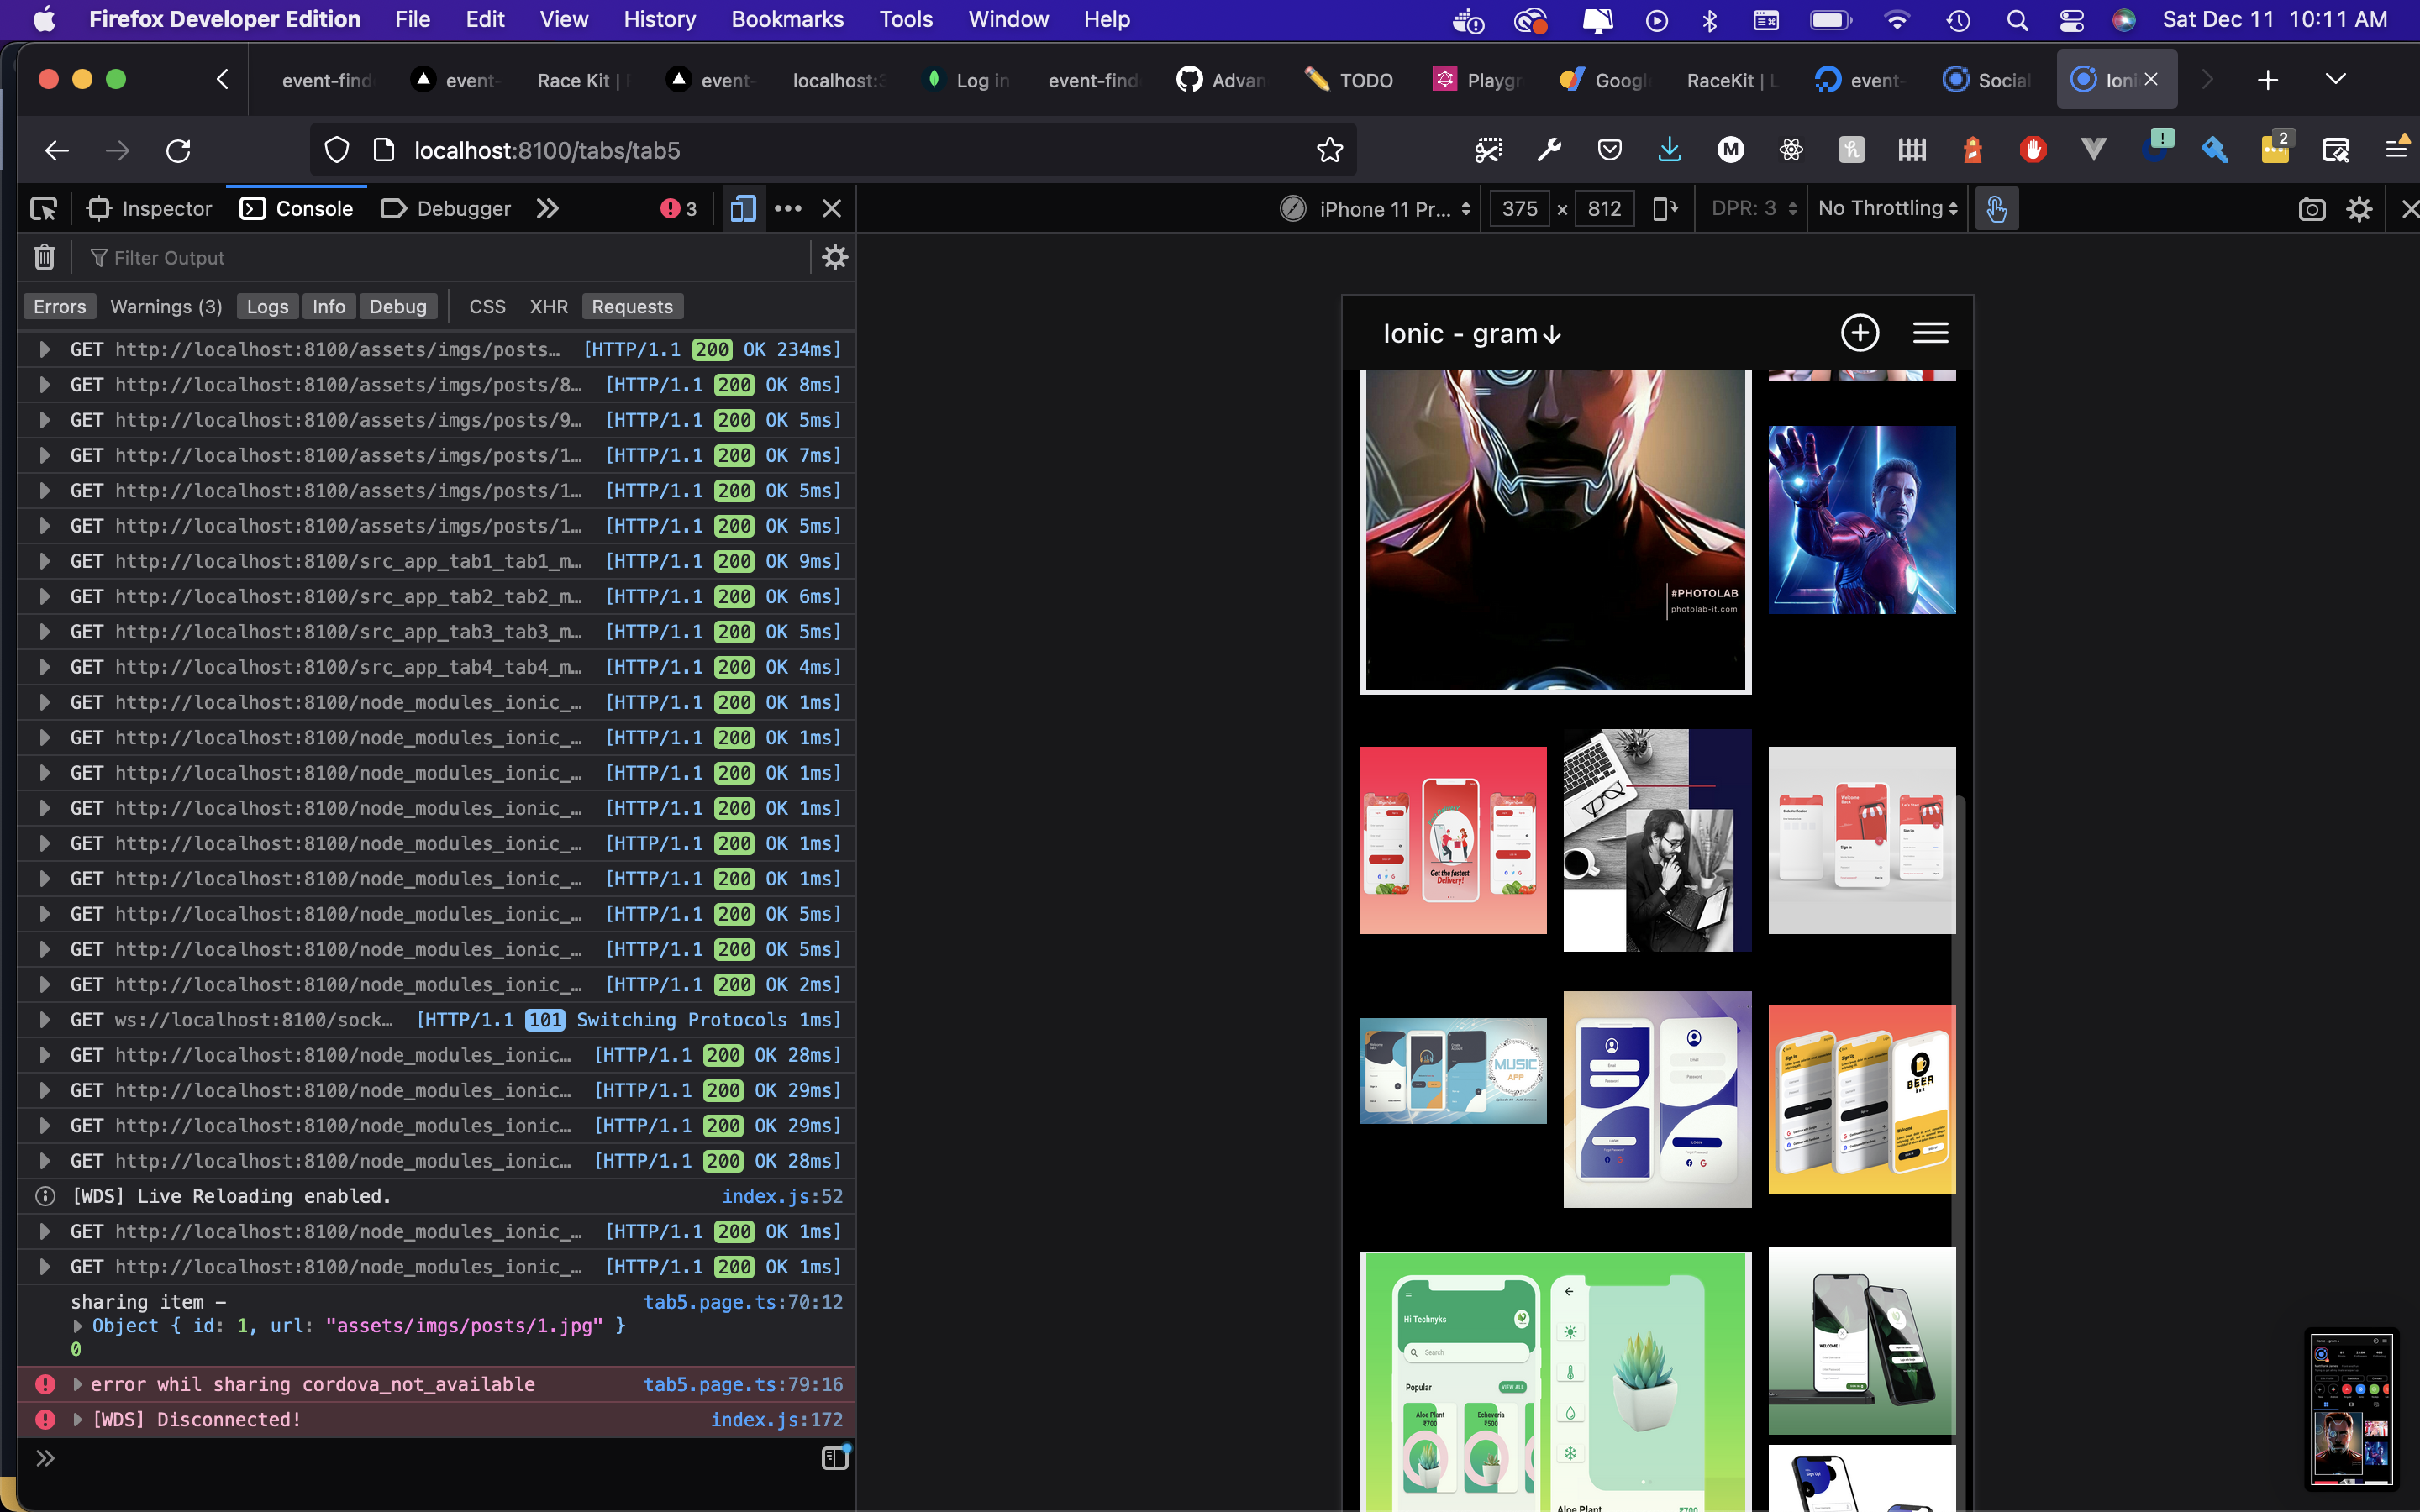 Firefox Developer Edition File Edit View History Bookmarks Tools Window Help Sat Dec 11 10:11 AM
event-find event- Race Kit | event- localhost:3 Log in event-find Advan TODO Playgr Googl RaceKit | L event- Social Ioni
localhost:8100/tabs/tab5
M
!
2
Inspector Console Debugger 3
iPhone 11 Pr... 375 × 812 DPR: 3 No Throttling
Filter Output
Errors Warnings (3) Logs Info Debug CSS XHR Requests
GET http://localhost:8100/assets/imgs/posts… [HTTP/1.1 200 OK 234ms]
GET http://localhost:8100/assets/imgs/posts/8… [HTTP/1.1 200 OK 8ms]
GET http://localhost:8100/assets/imgs/posts/9… [HTTP/1.1 200 OK 5ms]
GET http://localhost:8100/assets/imgs/posts/1… [HTTP/1.1 200 OK 7ms]
GET http://localhost:8100/assets/imgs/posts/1… [HTTP/1.1 200 OK 5ms]
GET http://localhost:8100/assets/imgs/posts/1… [HTTP/1.1 200 OK 5ms]
GET http://localhost:8100/src_app_tab1_tab1_m… [HTTP/1.1 200 OK 9ms]
GET http://localhost:8100/src_app_tab2_tab2_m… [HTTP/1.1 200 OK 6ms]
GET http://localhost:8100/src_app_tab3_tab3_m… [HTTP/1.1 200 OK 5ms]
GET http://localhost:8100/src_app_tab4_tab4_m… [HTTP/1.1 200 OK 4ms]
GET http://localhost:8100/node_modules_ionic_… [HTTP/1.1 200 OK 1ms]
GET http://localhost:8100/node_modules_ionic_… [HTTP/1.1 200 OK 1ms]
GET http://localhost:8100/node_modules_ionic_… [HTTP/1.1 200 OK 1ms]
GET http://localhost:8100/node_modules_ionic_… [HTTP/1.1 200 OK 1ms]
GET http://localhost:8100/node_modules_ionic_… [HTTP/1.1 200 OK 1ms]
GET http://localhost:8100/node_modules_ionic_… [HTTP/1.1 200 OK 1ms]
GET http://localhost:8100/node_modules_ionic_… [HTTP/1.1 200 OK 5ms]
GET http://localhost:8100/node_modules_ionic_… [HTTP/1.1 200 OK 5ms]
GET http://localhost:8100/node_modules_ionic_… [HTTP/1.1 200 OK 2ms]
GET ws://localhost:8100/sock… [HTTP/1.1 101 Switching Protocols 1ms]
GET http://localhost:8100/node_modules_ionic… [HTTP/1.1 200 OK 28ms]
GET http://localhost:8100/node_modules_ionic… [HTTP/1.1 200 OK 29ms]
GET http://localhost:8100/node_modules_ionic… [HTTP/1.1 200 OK 29ms]
GET http://localhost:8100/node_modules_ionic… [HTTP/1.1 200 OK 28ms]
[WDS] Live Reloading enabled. index.js:52
GET http://localhost:8100/node_modules_ionic_… [HTTP/1.1 200 OK 1ms]
GET http://localhost:8100/node_modules_ionic_… [HTTP/1.1 200 OK 1ms]
sharing item – tab5.page.ts:70:12
Object { id: 1, url: "assets/imgs/posts/1.jpg" }
0
error whil sharing cordova_not_available tab5.page.ts:79:16
[WDS] Disconnected! index.js:172
Ionic - gram
#PHOTOLAB
photolab-it.com
Get the fastest
Delivery!
Welcome
Back
Sign In
Sign Up
MUSIC
APP
Email
Password
LOGIN
Email
Password
LOGIN
Sign In
Sign Up
BEER
Welcome
Hi Technyks
Search
Popular
VIEW ALL
Aloe Plant
₹700
Echeveria
₹500
Aloe Plant
₹700
WELCOME !
Sign Up!